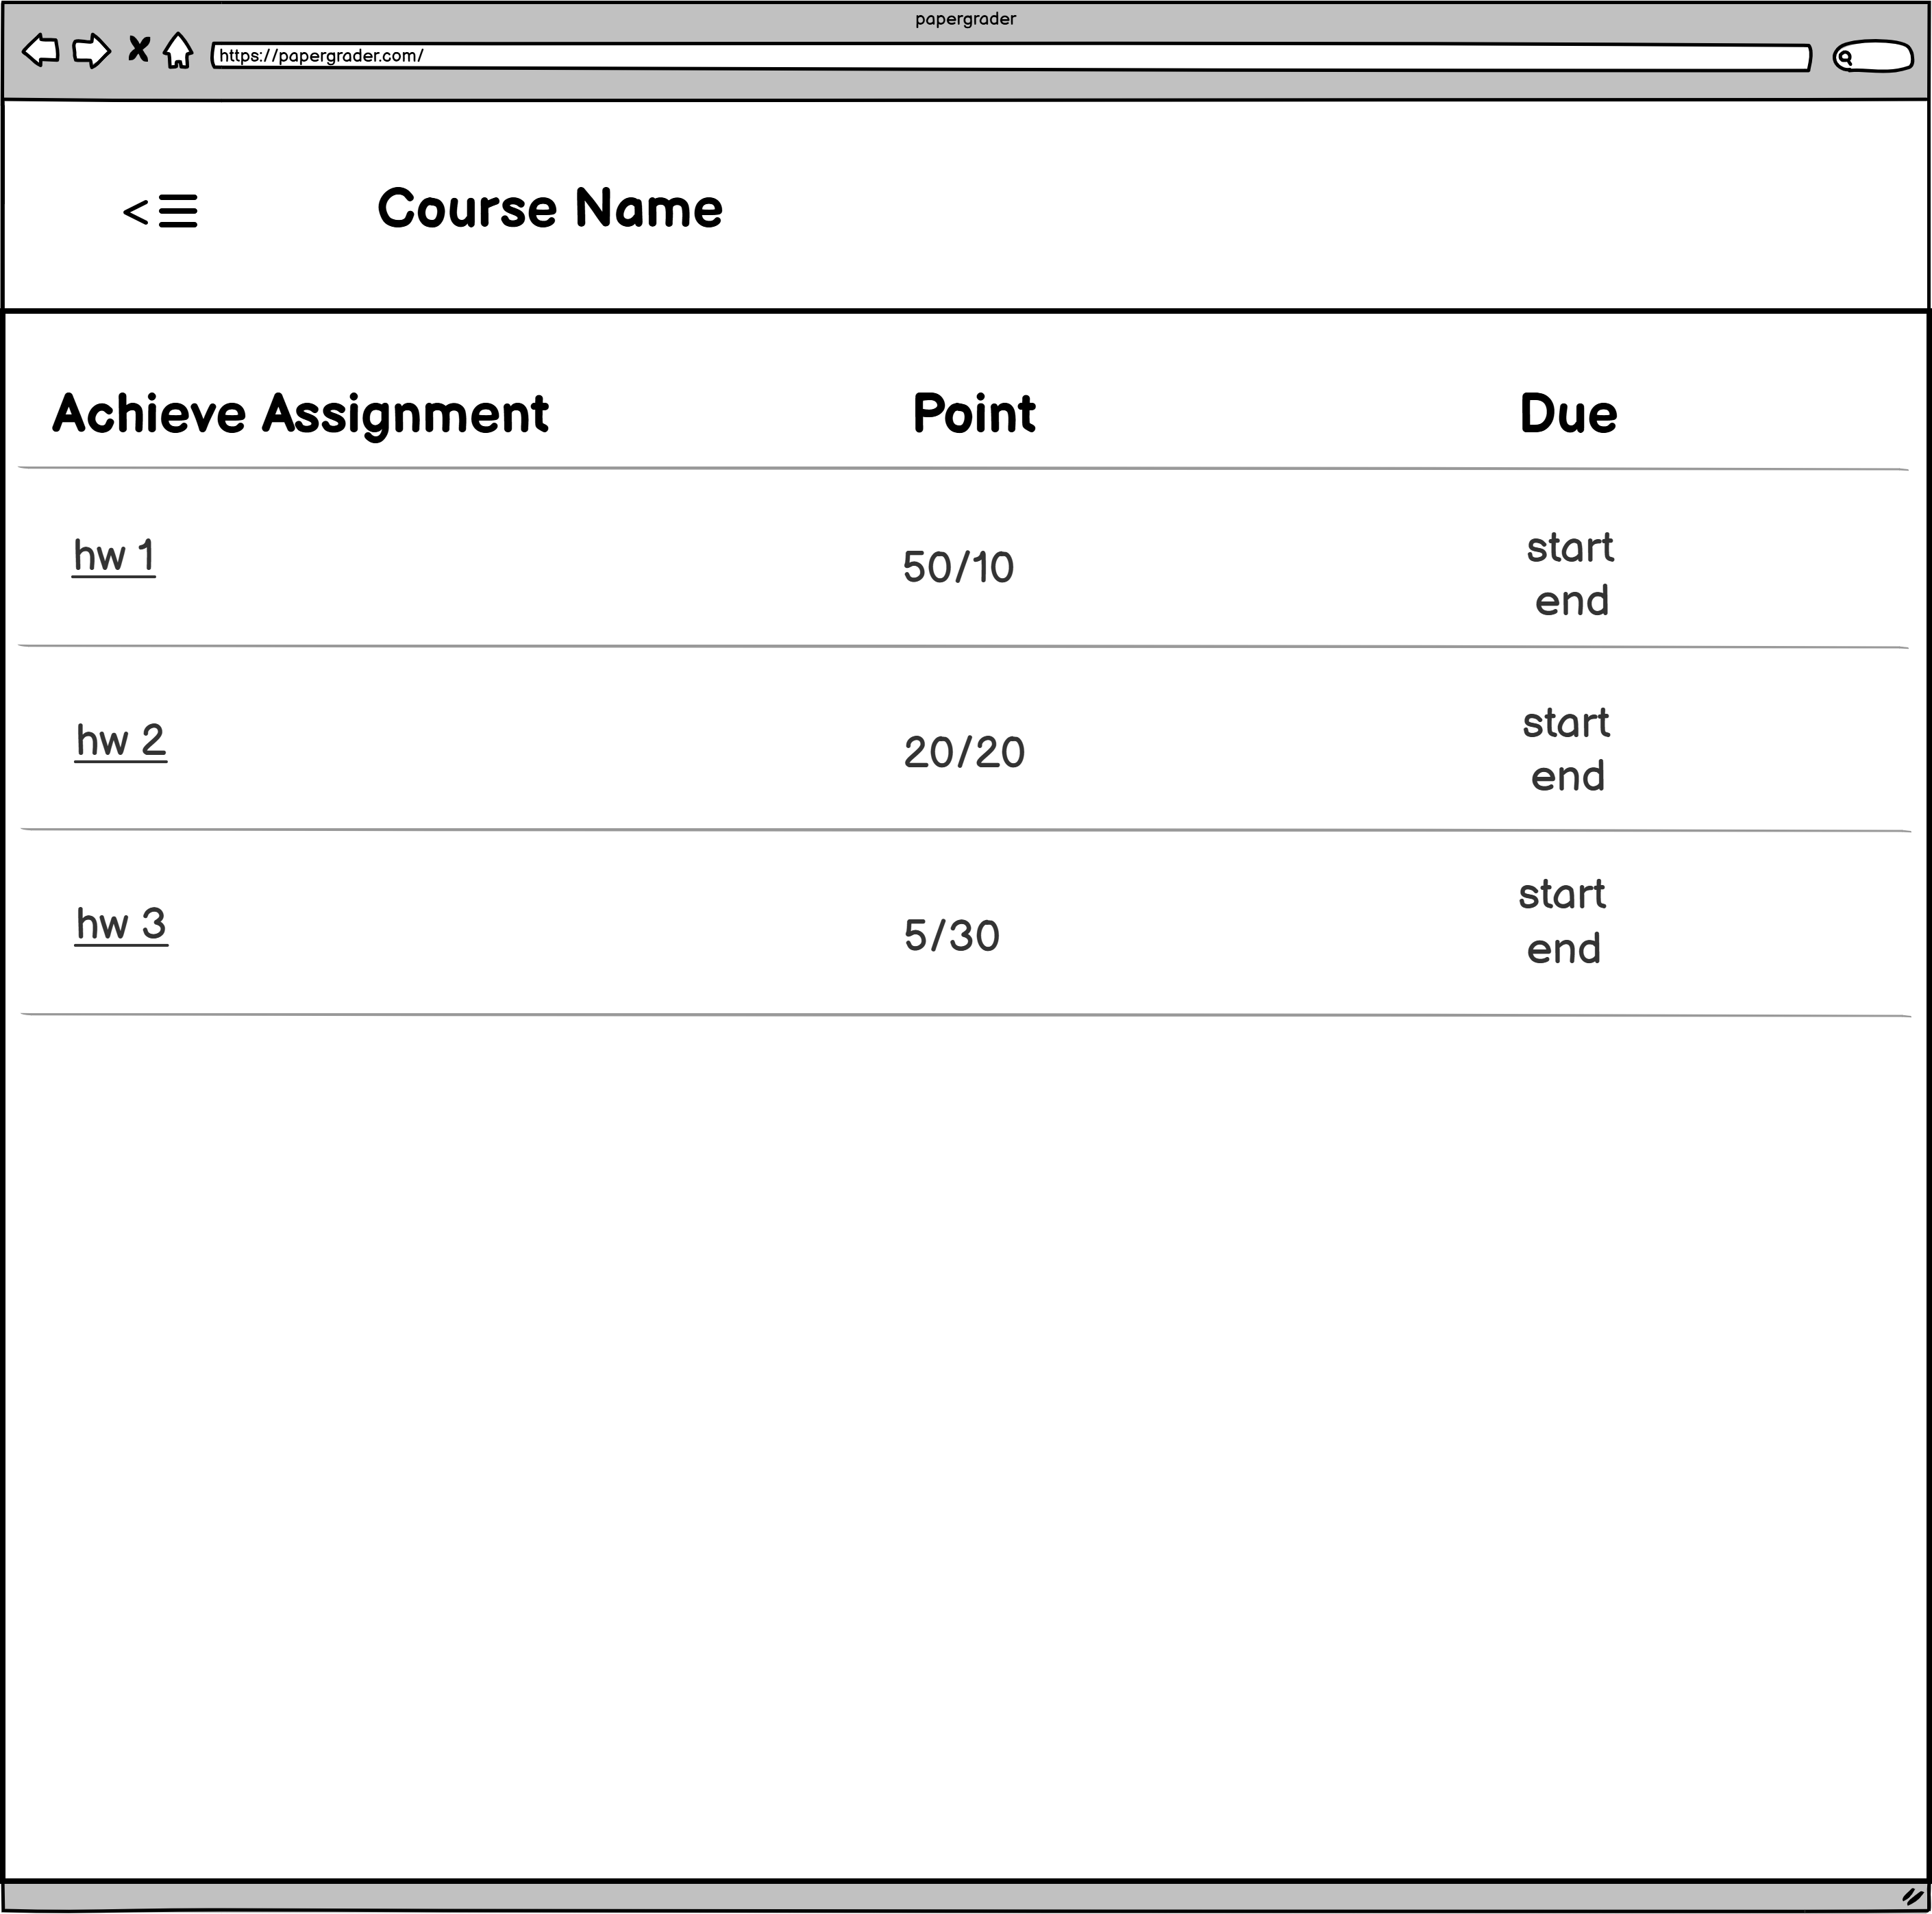 papergrader
https://papergrader.com/
< Course Name
Achieve Assignment Point Due
hw 1 50/10 start
end
hw 2 20/20 start
end
hw 3 5/30 start
end